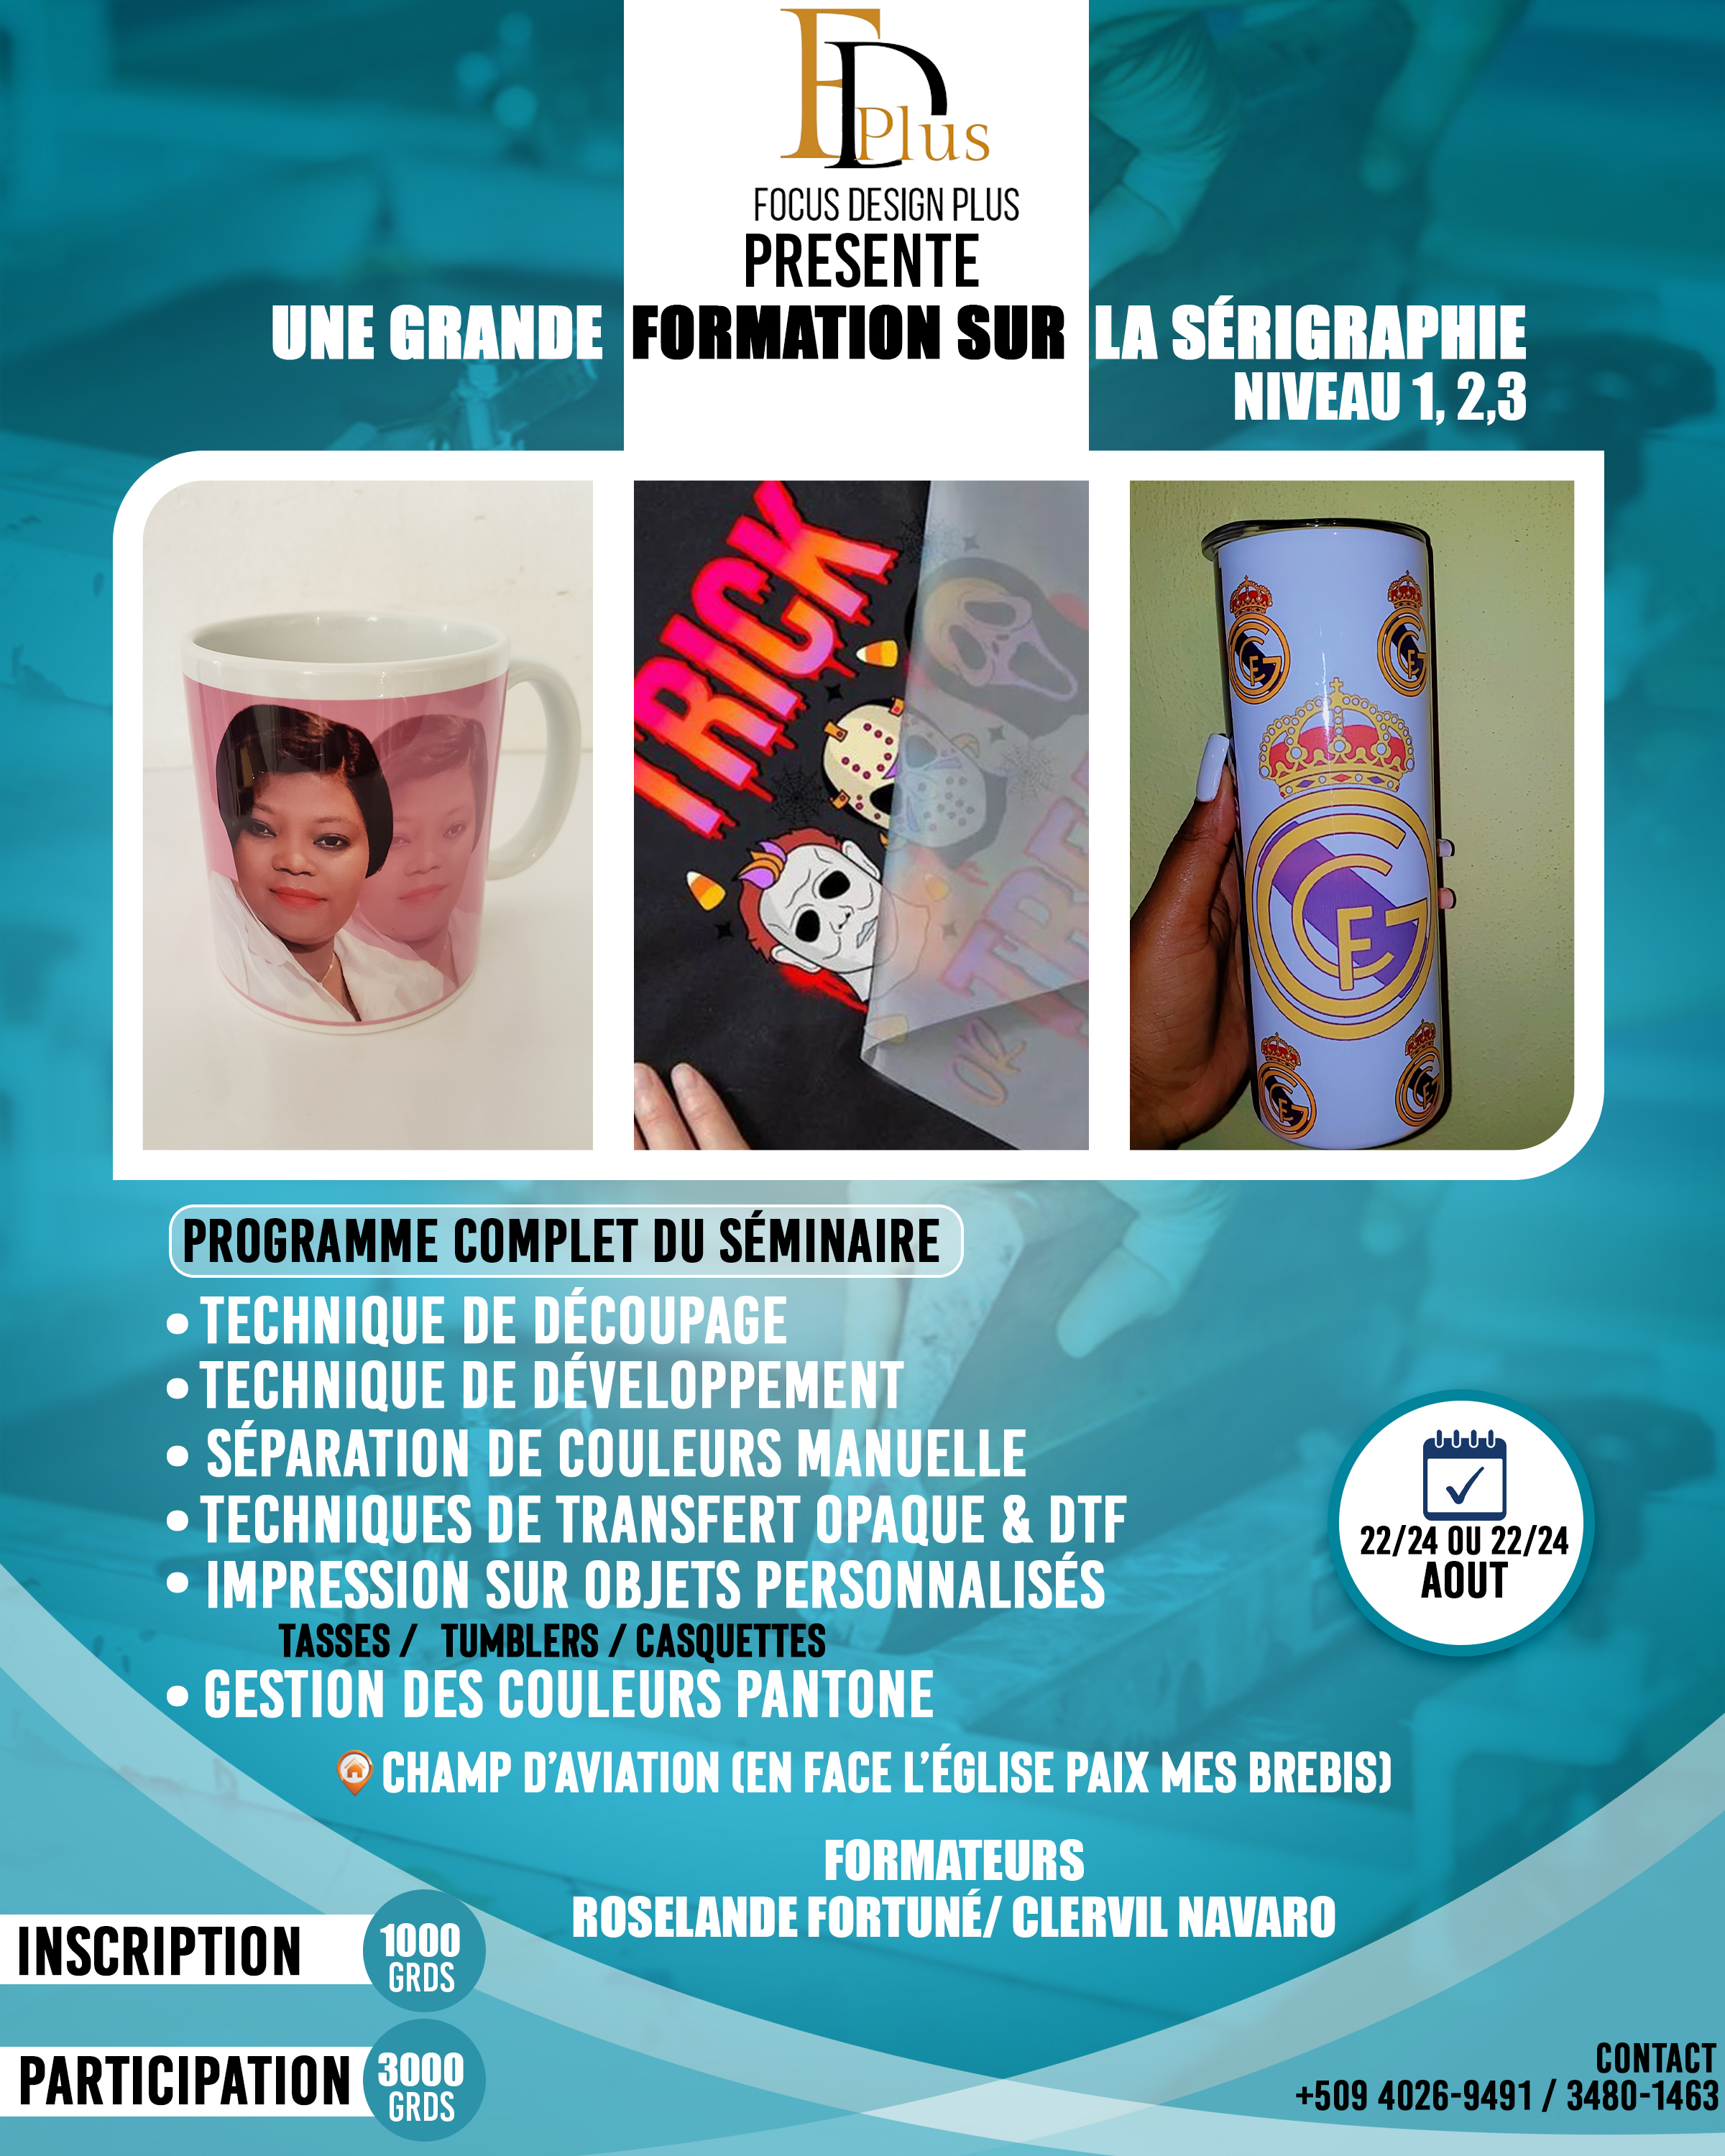 FD Plus
FOCUS DESIGN PLUS
PRESENTE
UNE GRANDE FORMATION SUR LA SÉRIGRAPHIE
NIVEAU 1, 2,3
TRICK
OR
PROGRAMME COMPLET DU SÉMINAIRE
• TECHNIQUE DE DÉCOUPAGE
• TECHNIQUE DE DÉVELOPPEMENT
• SÉPARATION DE COULEURS MANUELLE
• TECHNIQUES DE TRANSFERT OPAQUE & DTF
• IMPRESSION SUR OBJETS PERSONNALISÉS
TASSES / TUMBLERS / CASQUETTES
• GESTION DES COULEURS PANTONE
22/24 OU 22/24
AOUT
CHAMP D'AVIATION (EN FACE L'ÉGLISE PAIX MES BREBIS)
FORMATEURS
ROSELANDE FORTUNÉ/ CLERVIL NAVARO
INSCRIPTION
1000
GRDS
PARTICIPATION
3000
GRDS
CONTACT
+509 4026-9491 / 3480-1463